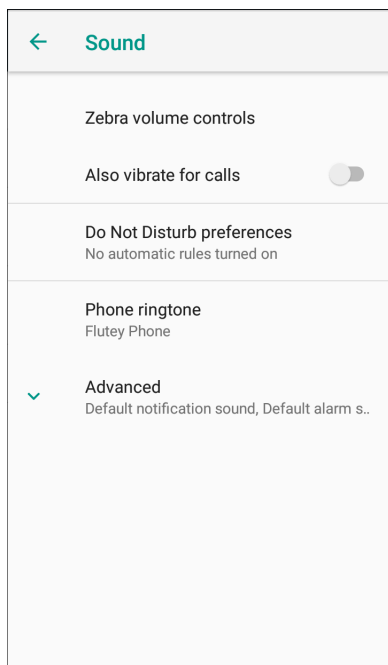 Sound
Zebra volume controls
Also vibrate for calls
Do Not Disturb preferences
No automatic rules turned on
Phone ringtone
Flutey Phone
Advanced
Default notification sound, Default alarm s..